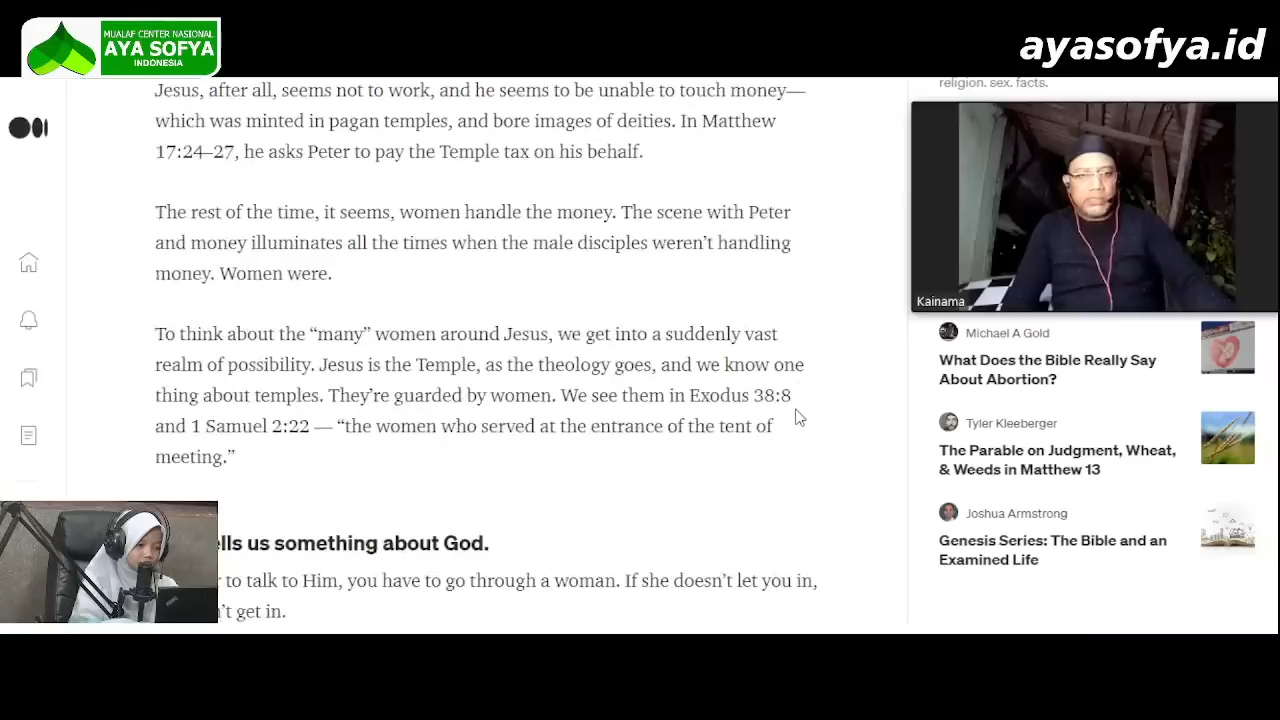 MUALAF CENTER NASIONAL
AYA SOFYA
INDONESIA
ayasofya.id
Jesus, after all, seems not to work, and he seems to be unable to touch money—
which was minted in pagan temples, and bore images of deities. In Matthew
17:24–27, he asks Peter to pay the Temple tax on his behalf.
The rest of the time, it seems, women handle the money. The scene with Peter
and money illuminates all the times when the male disciples weren’t handling
money. Women were.
To think about the “many” women around Jesus, we get into a suddenly vast
realm of possibility. Jesus is the Temple, as the theology goes, and we know one
thing about temples. They’re guarded by women. We see them in Exodus 38:8
and 1 Samuel 2:22 — “the women who served at the entrance of the tent of
meeting.”
ells us something about God.
to talk to Him, you have to go through a woman. If she doesn’t let you in,
’t get in.
religion. sex. facts.
Kainama
Michael A Gold
What Does the Bible Really Say
About Abortion?
Tyler Kleeberger
The Parable on Judgment, Wheat,
& Weeds in Matthew 13
Joshua Armstrong
Genesis Series: The Bible and an
Examined Life